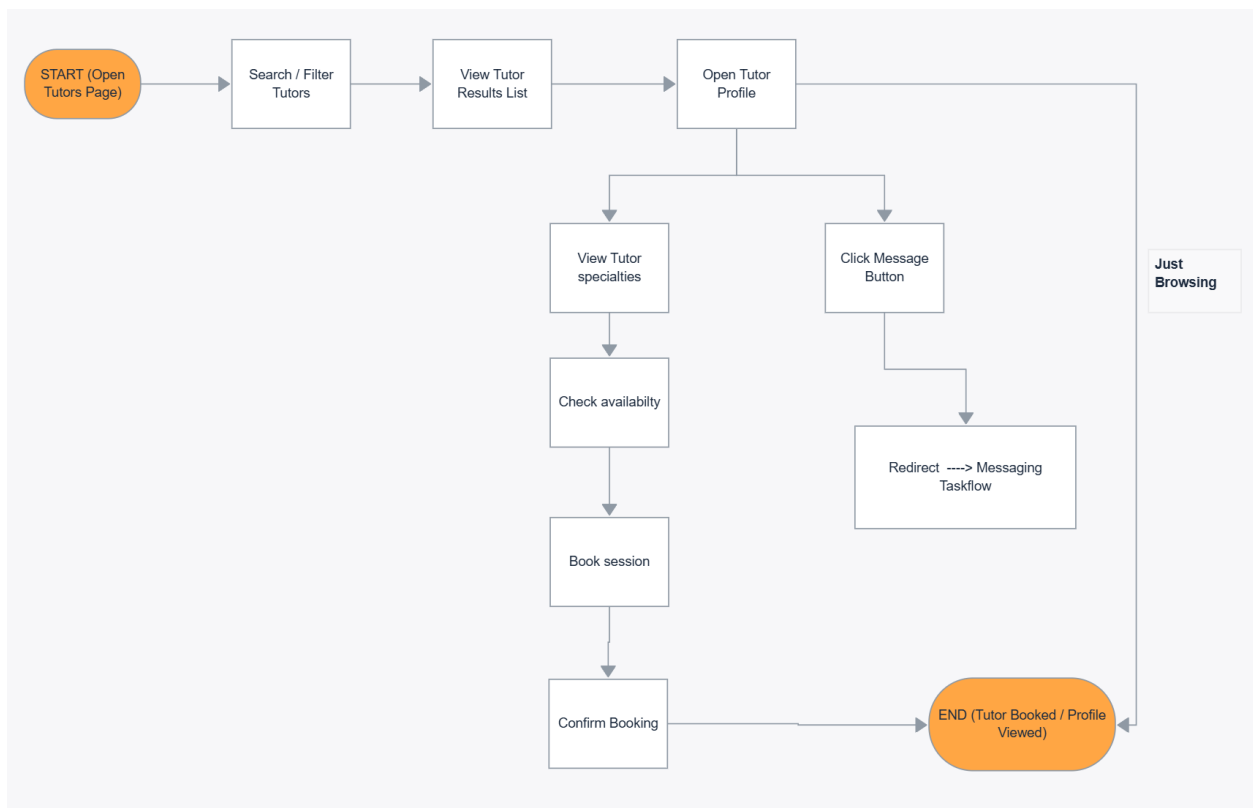 START (Open
Tutors Page)
Search / Filter
Tutors
View Tutor
Results List
Open Tutor
Profile
View Tutor
specialties
Click Message
Button
Just
Browsing
Check availabilty
Redirect ----> Messaging
Taskflow
Book session
Confirm Booking
END (Tutor Booked / Profile
Viewed)